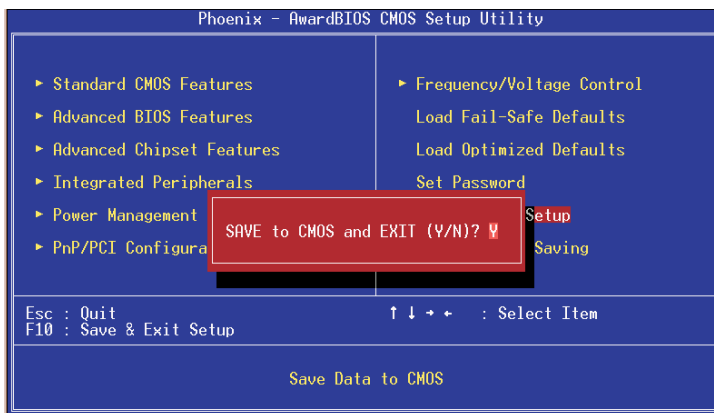 Phoenix - AwardBIOS CMOS Setup Utility
► Standard CMOS Features
► Advanced BIOS Features
► Advanced Chipset Features
► Integrated Peripherals
► Power Management
► PnP/PCI Configura
► Frequency/Voltage Control
Load Fail-Safe Defaults
Load Optimized Defaults
Set Password
Setup
Saving
SAVE to CMOS and EXIT (Y/N)? Y
Esc : Quit
F10 : Save & Exit Setup
↑ ↓ → ← : Select Item
Save Data to CMOS